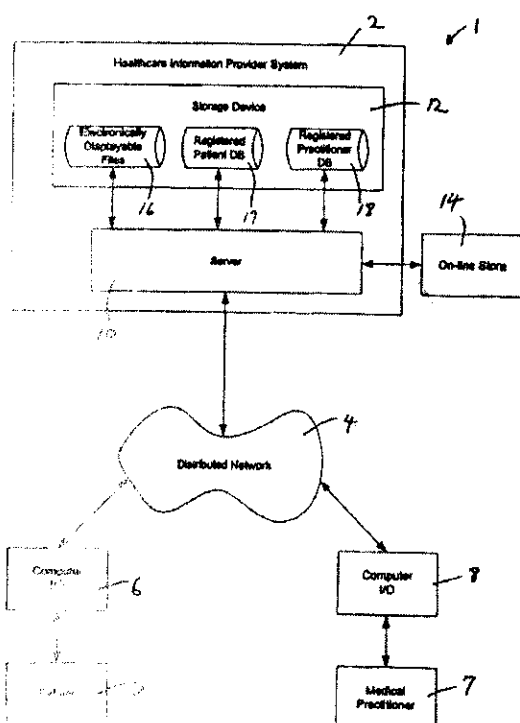 2
1
Healthcare Information Provider System
Storage Device
12
Electronically
Displayable
Files
Registered
Patient DB
Registered
Practitioner
DB
16
17
18
14
Server
On-line Store
10
4
Distributed Network
Computer
I/O
6
Computer
I/O
8
Medical
Practitioner
7